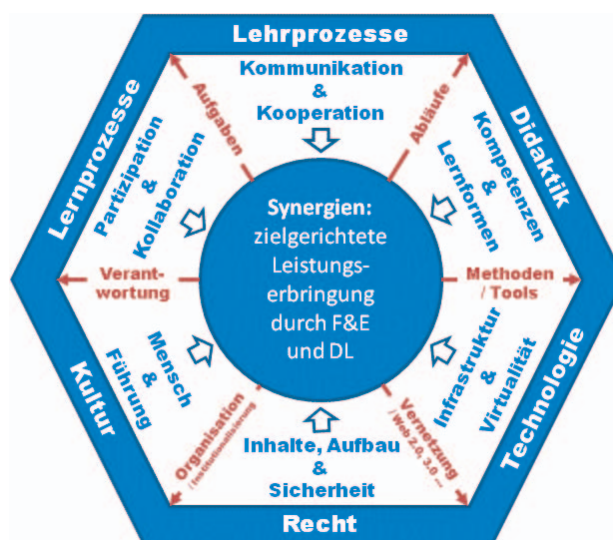 Lehrprozesse
Kommunikation
&
Kooperation
Aufgaben
Abläufe
Lernprozesse
Partizipation
&
Kollaboration
Didaktik
Kompetenzen
&
Lernformen
Synergien:
zielgerichtete
Leistungs-
erbringung
durch F&E
und DL
Verant-
wortung
Methoden
/ Tools
Kultur
Führung
&
Mensch
Technologie
Infrastruktur
&
Virtualität
Organisation
/ Institutionalisierung
Vernetzung
/ Web 2.0, 3.0 ...
Inhalte, Aufbau
&
Sicherheit
Recht